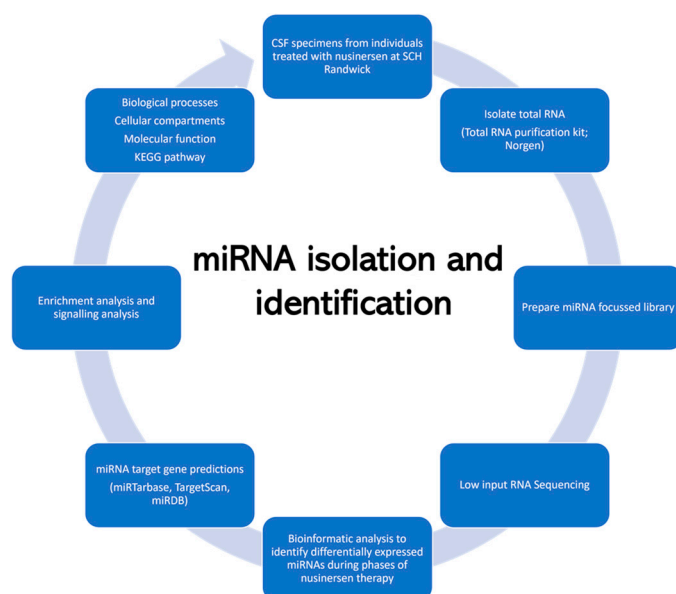 CSF specimens from individuals
treated with nusinersen at SCH
Randwick
Isolate total RNA
(Total RNA purification kit;
Norgen)
Prepare miRNA focussed library
Low input RNA Sequencing
Bioinformatic analysis to
identify differentially expressed
miRNAs during phases of
nusinersen therapy
miRNA target gene predictions
(miRTarbase, TargetScan,
miRDB)
Enrichment analysis and
signalling analysis
Biological processes
Cellular compartments
Molecular function
KEGG pathway
miRNA isolation and
identification